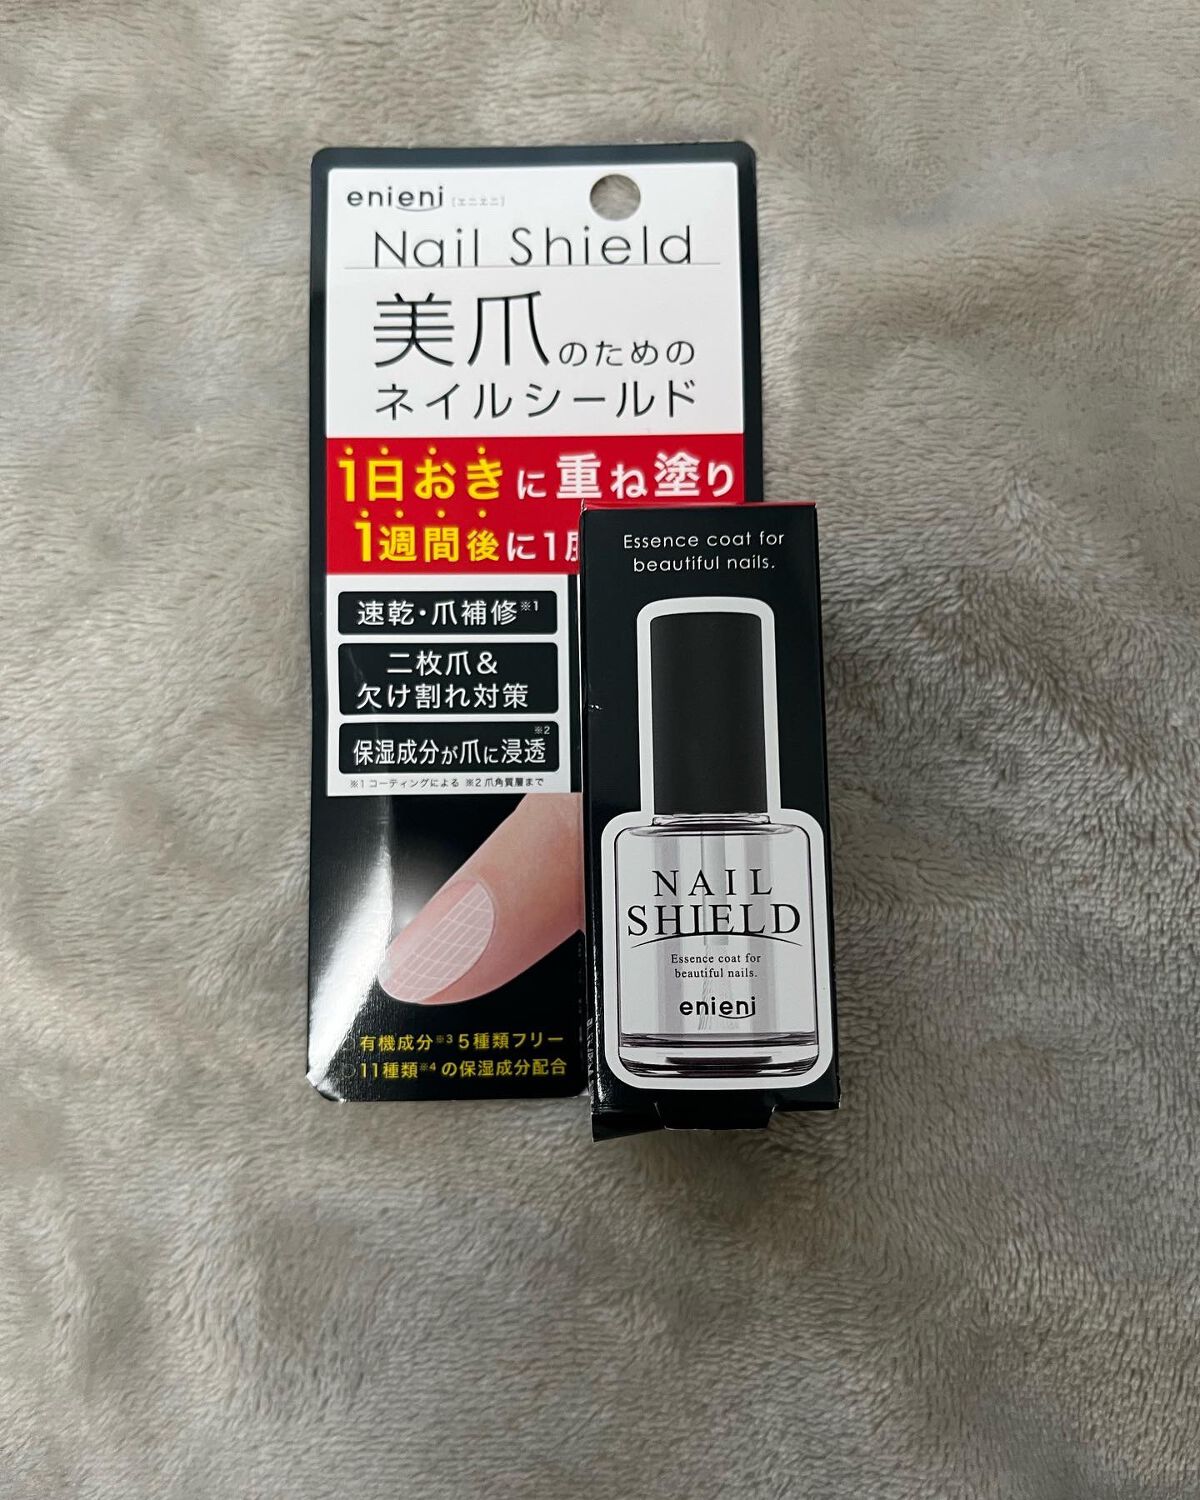 enieni [エニエニ]
Nail Shield
美爪のための
ネイルシールド
1日おきに重ね塗り
1週間後に1度
速乾・爪補修※1
二枚爪&
欠け割れ対策
保湿成分が爪に浸透※2
※1 コーティングによる ※2 爪角質層まで
有機成分※3 5種類フリー
11種類※4の保湿成分配合
Essence coat for
beautiful nails.
NAIL
SHIELD
Essence coat for
beautiful nails.
enieni